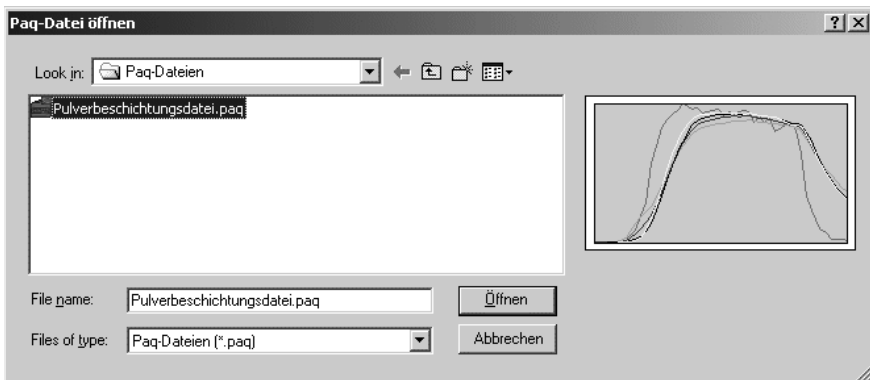 Paq-Datei öffnen
Look in: Paq-Dateien
Pulverbeschichtungsdatei.paq
File name: Pulverbeschichtungsdatei.paq Öffnen
Files of type: Paq-Dateien (*.paq) Abbrechen